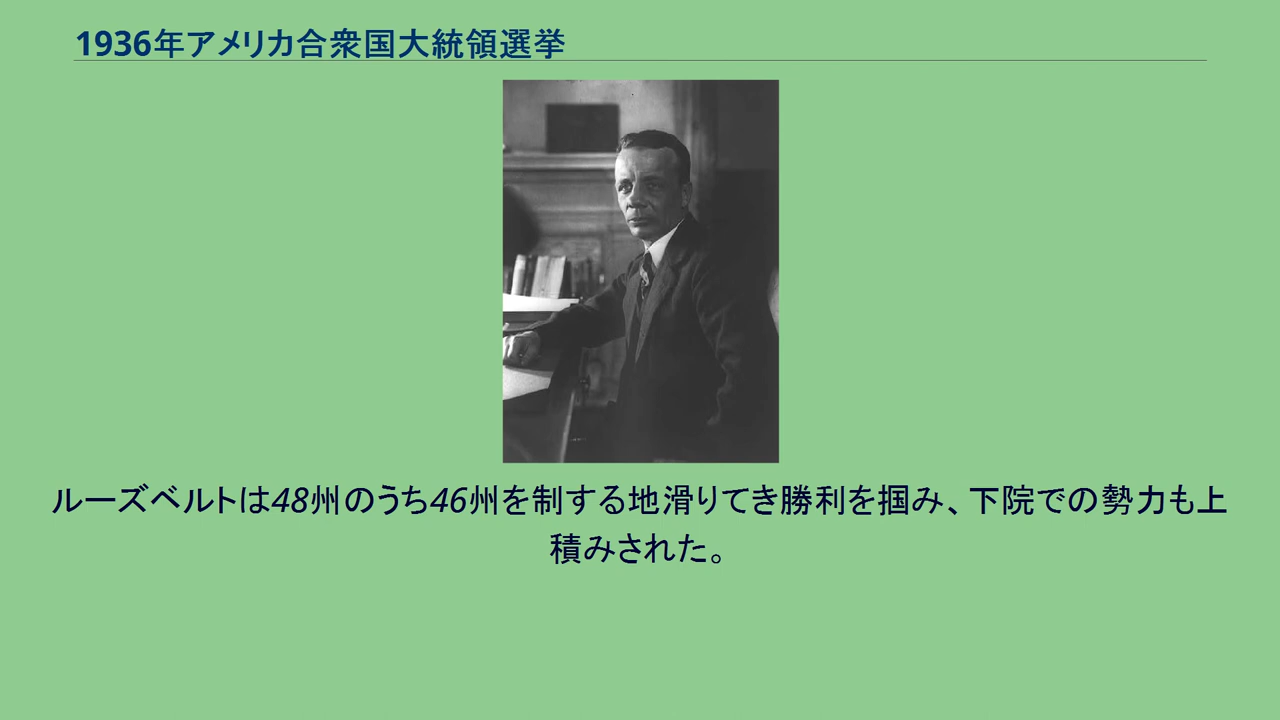 1936年アメリカ合衆国大統領選挙
ルーズベルトは48州のうち46州を制する地滑りてき勝利を掴み、下院での勢力も上
積みされた。